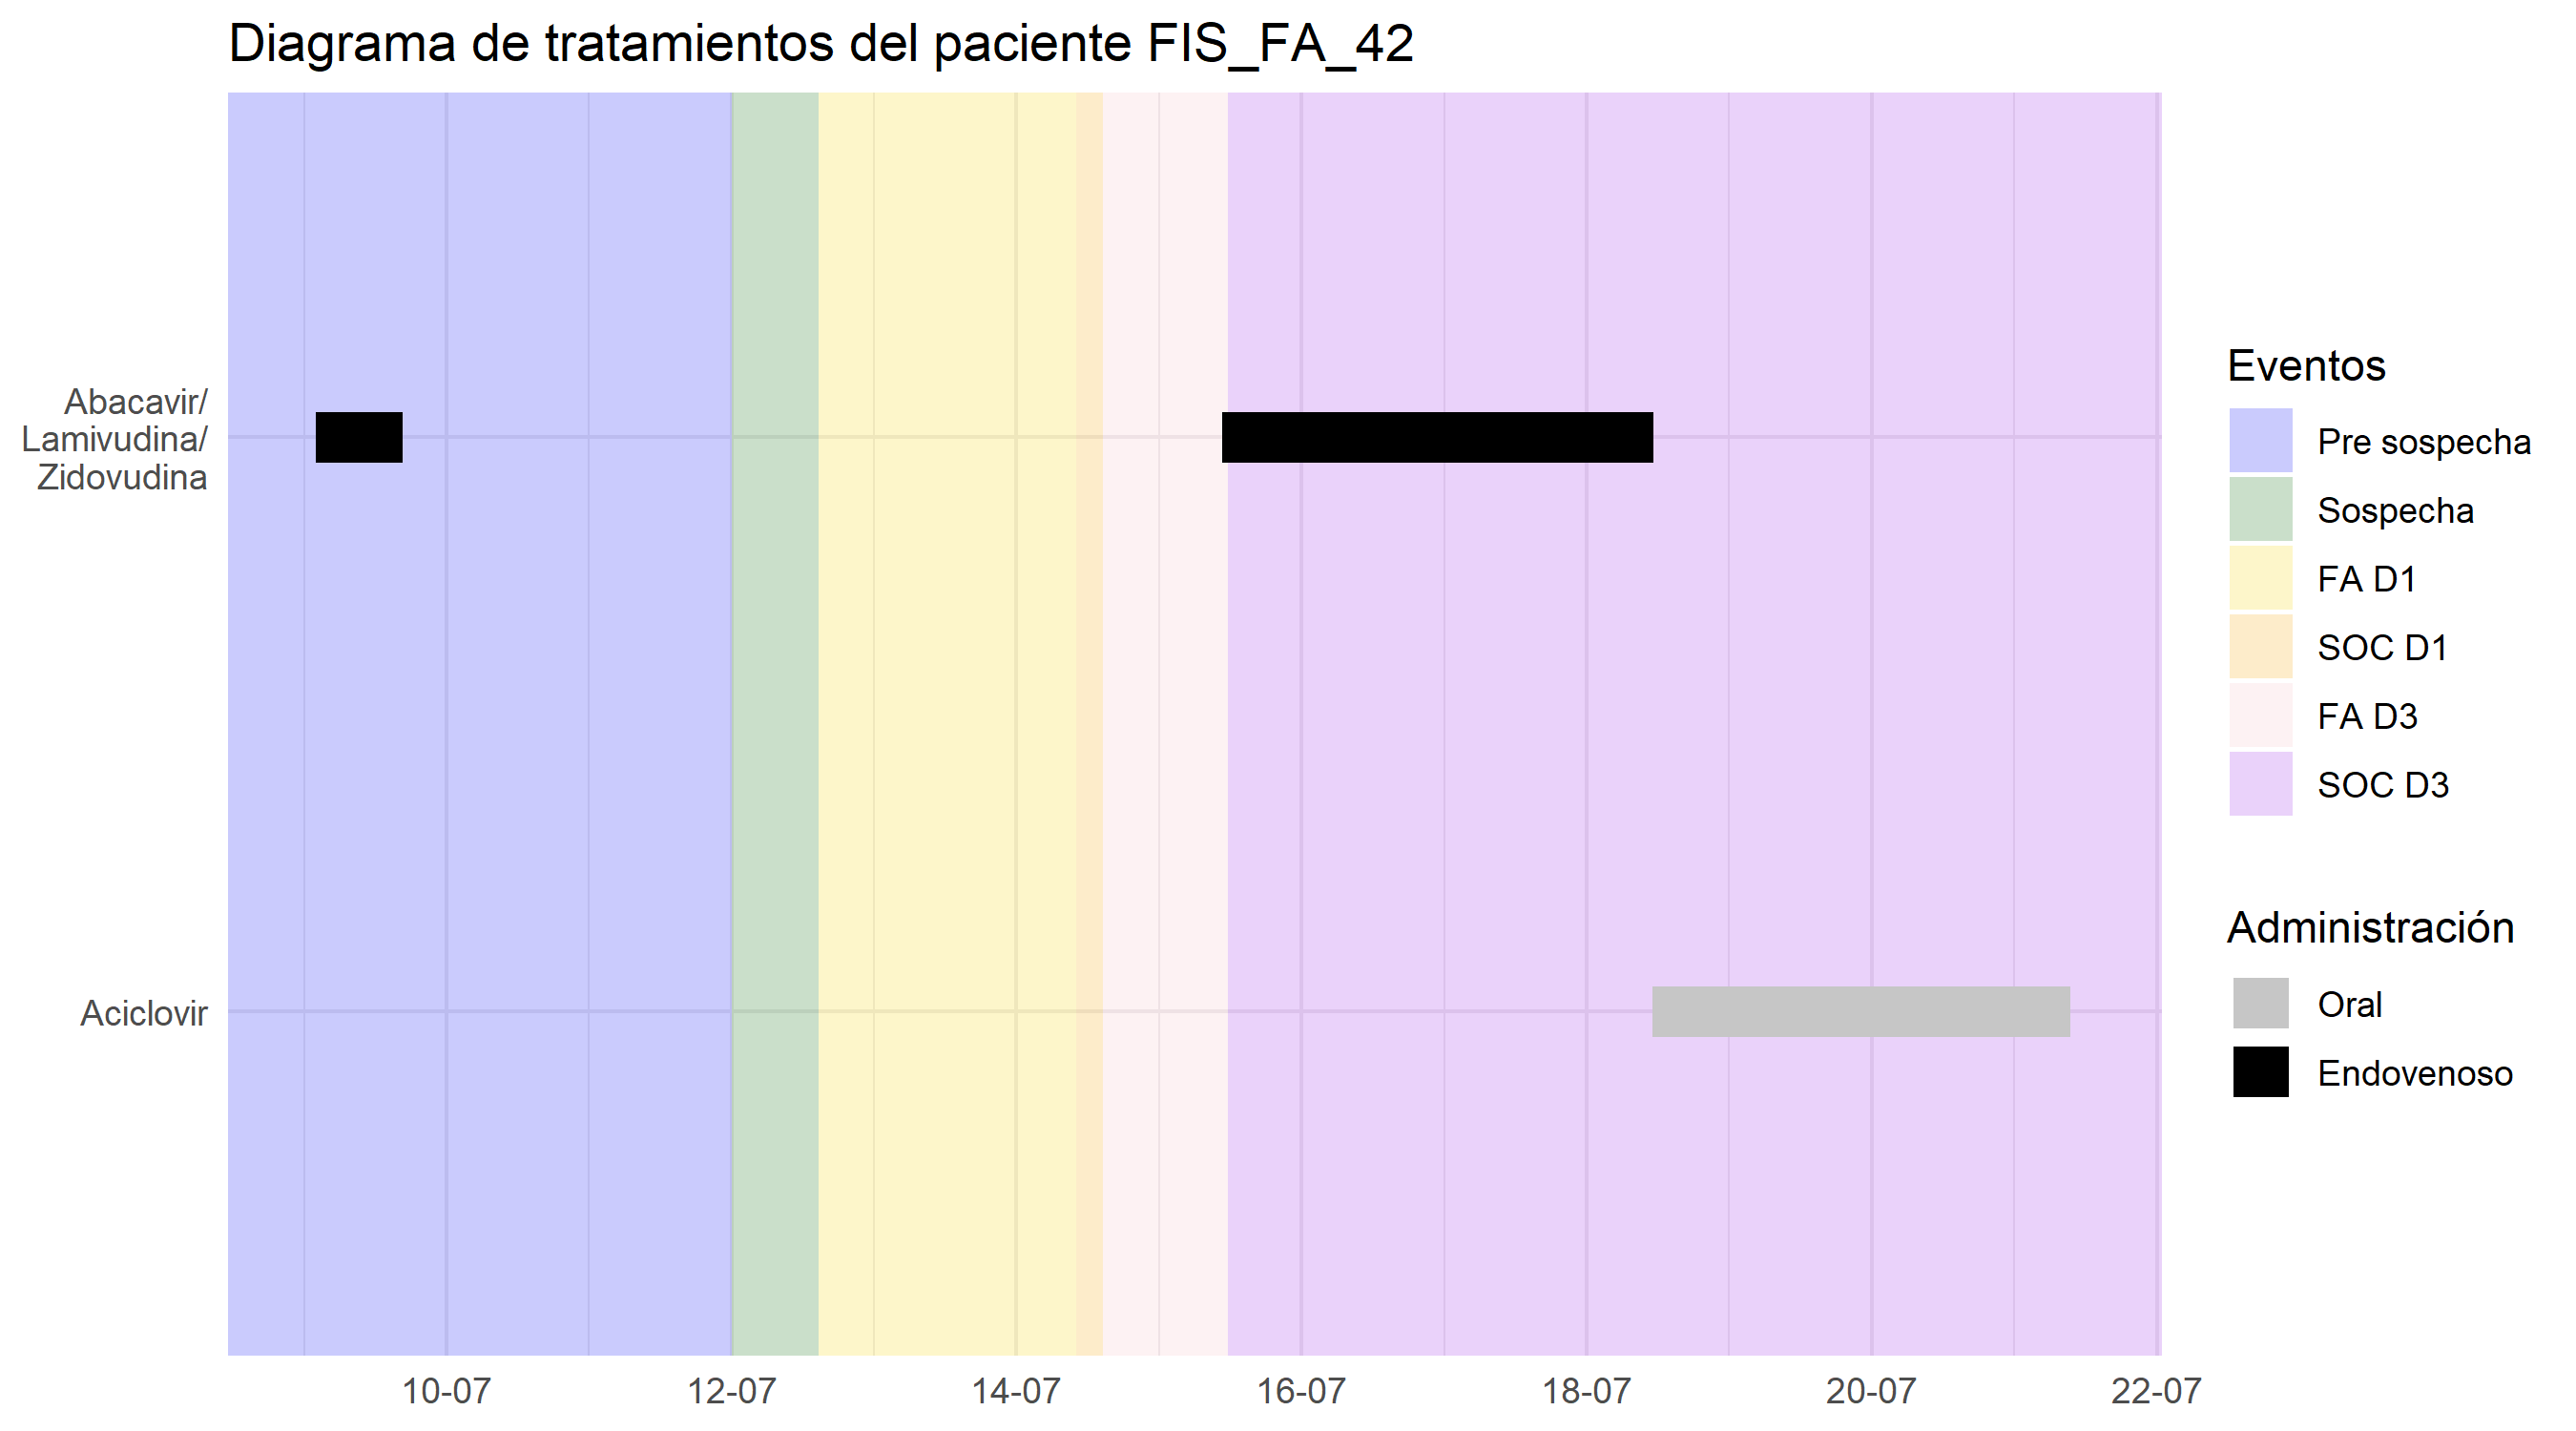 Diagrama de tratamientos del paciente FIS_FA_42
Abacavir/
Lamivudina/
Zidovudina
Aciclovir
10-07
12-07
14-07
16-07
18-07
20-07
22-07
Eventos
Pre sospecha
Sospecha
FA D1
SOC D1
FA D3
SOC D3
Administración
Oral
Endovenoso